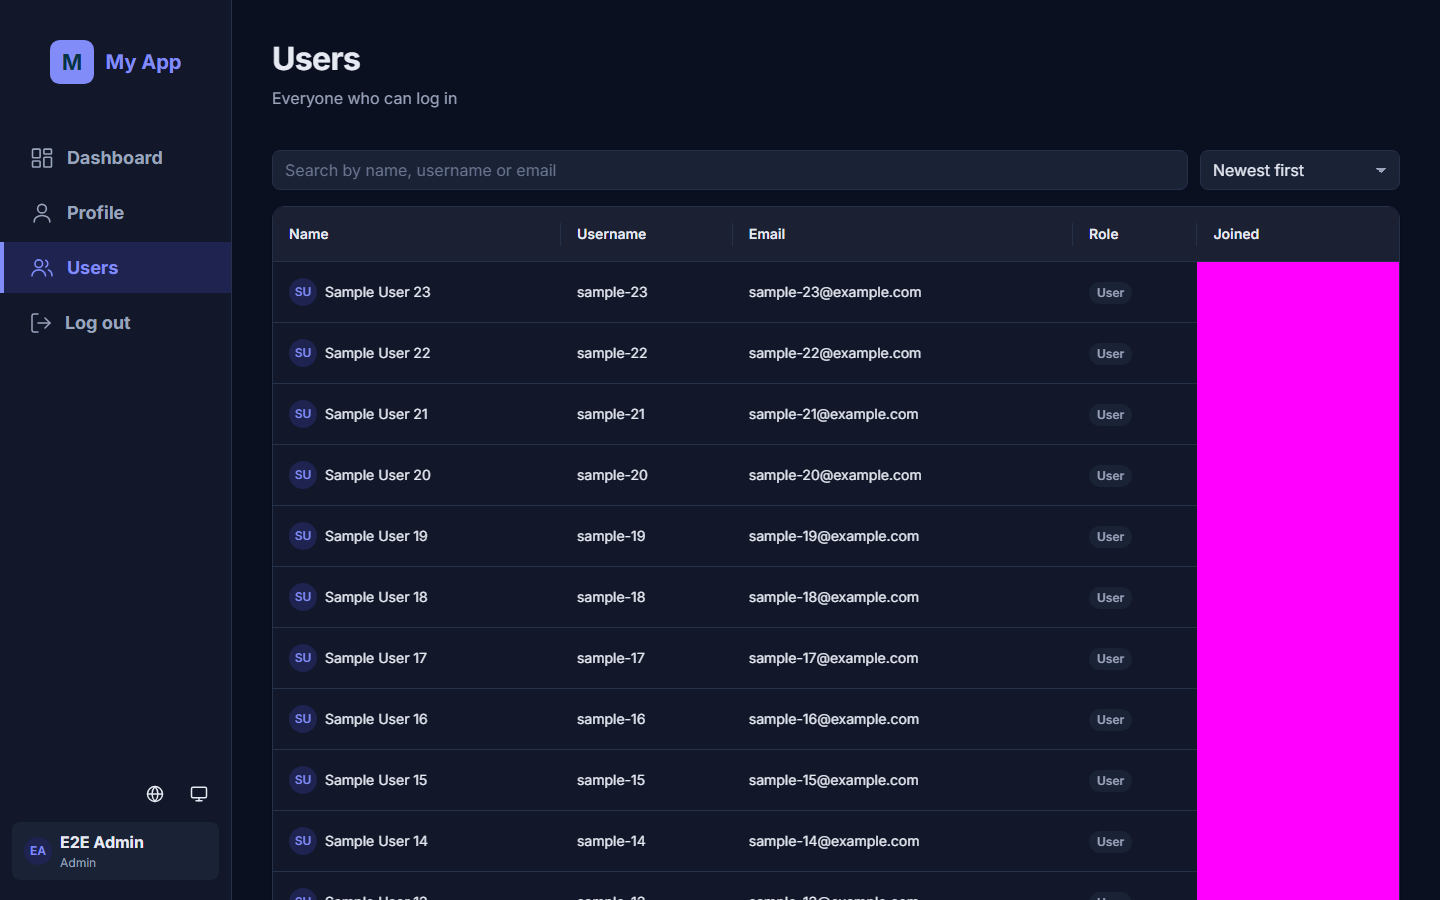 M My App
Dashboard
Profile
Users
Log out
E2E Admin
EA
Admin
Users
Everyone who can log in
Search by name, username or email
Newest first
Name Username Email Role Joined
SU Sample User 23 sample-23 sample-23@example.com User
SU Sample User 22 sample-22 sample-22@example.com User
SU Sample User 21 sample-21 sample-21@example.com User
SU Sample User 20 sample-20 sample-20@example.com User
SU Sample User 19 sample-19 sample-19@example.com User
SU Sample User 18 sample-18 sample-18@example.com User
SU Sample User 17 sample-17 sample-17@example.com User
SU Sample User 16 sample-16 sample-16@example.com User
SU Sample User 15 sample-15 sample-15@example.com User
SU Sample User 14 sample-14 sample-14@example.com User